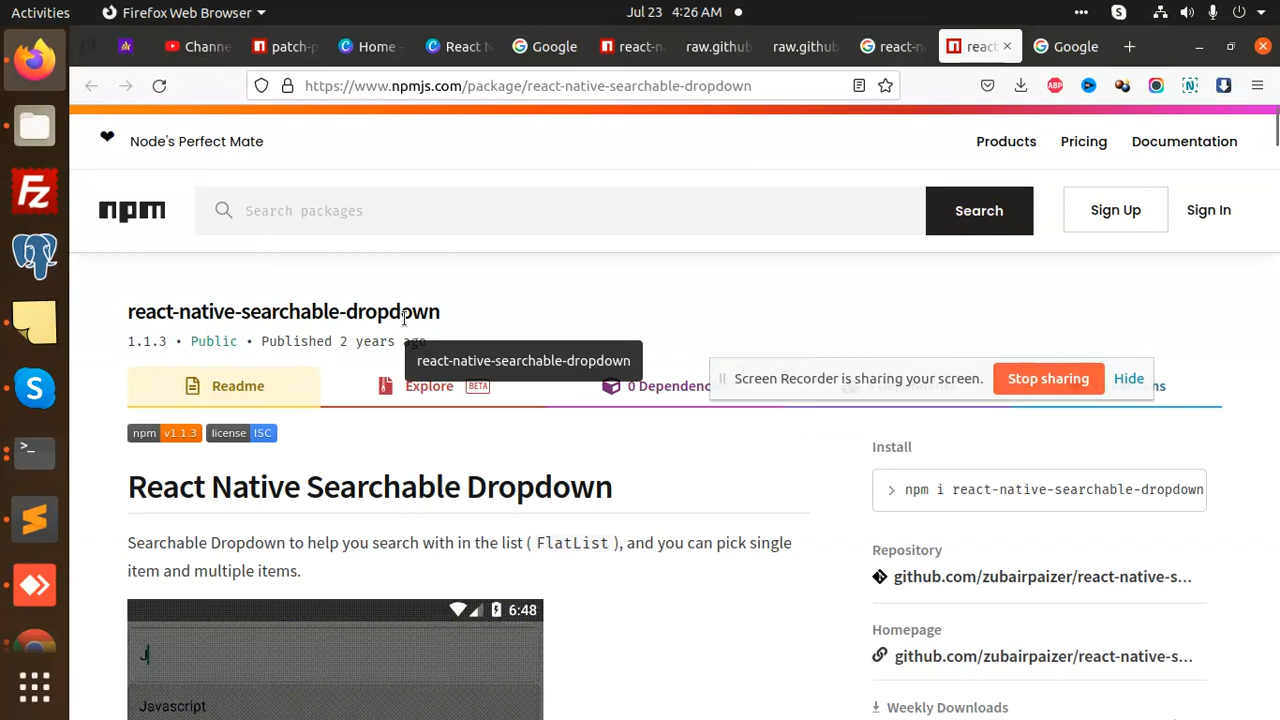 Activities
Firefox Web Browser
Jul 23 4:26 AM
Channe
patch-p
Home -
React N
Google
react-n
raw.githu
raw.githu
react-n
react
Google
https://www.npmjs.com/package/react-native-searchable-dropdown
ABP
Node's Perfect Mate
Products
Pricing
Documentation
npm
Search packages
Search
Sign Up
Sign In
react-native-searchable-dropdown
1.1.3 • Public • Published 2 years ago
react-native-searchable-dropdown
Readme
Explore BETA
0 Dependenc
Screen Recorder is sharing your screen.
Stop sharing
Hide
npm v1.1.3 license ISC
Install
React Native Searchable Dropdown
> npm i react-native-searchable-dropdown
Searchable Dropdown to help you search with in the list ( FlatList ), and you can pick single
item and multiple items.
Repository
github.com/zubairpaizer/react-native-s...
6:48
J
Javascript
Homepage
github.com/zubairpaizer/react-native-s...
Weekly Downloads